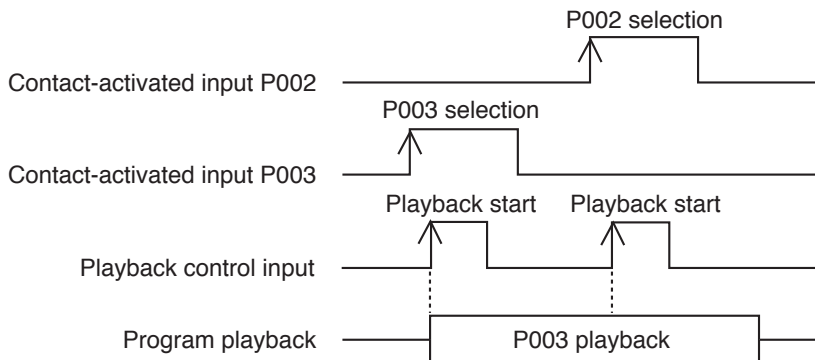 P002 selection
Contact-activated input P002
P003 selection
Contact-activated input P003
Playback start Playback start
Playback control input
Program playback P003 playback